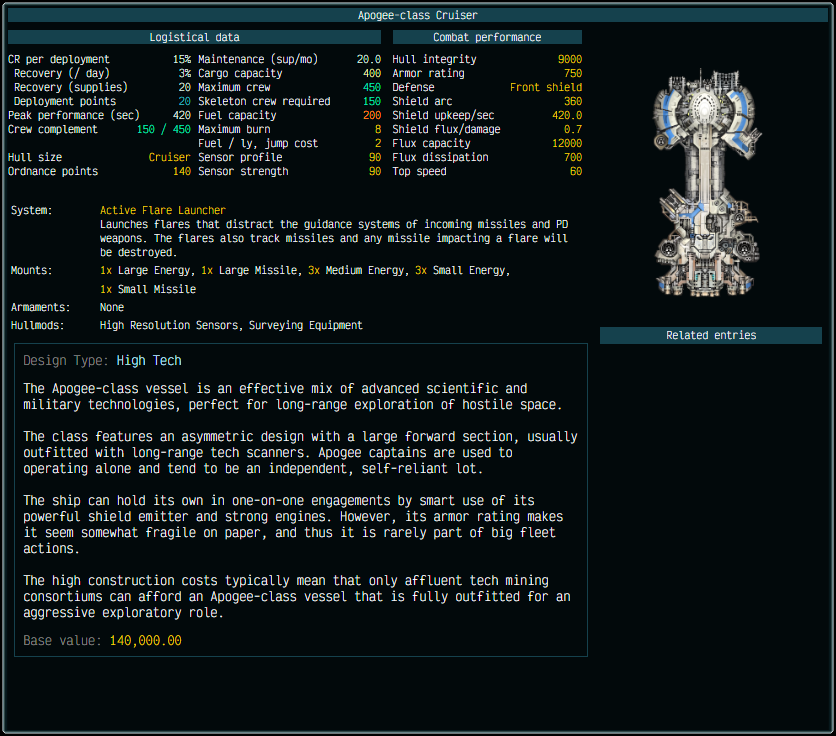 Apogee-class Cruiser
Logistical data
Combat performance
CR per deployment 15% Maintenance (sup/mo) 20.0 Hull integrity 9000
Recovery (/ day) 3% Cargo capacity 400 Armor rating 750
Recovery (supplies) 20 Maximum crew 450 Defense Front shield
Deployment points 20 Skeleton crew required 150 Shield arc 360
Peak performance (sec) 420 Fuel capacity 200 Shield upkeep/sec 420.0
Crew complement 150 / 450 Maximum burn 8 Shield flux/damage 0.7
Fuel / ly, jump cost 2 Flux capacity 12000
Hull size Cruiser Sensor profile 90 Flux dissipation 700
Ordnance points 140 Sensor strength 90 Top speed 60
System: Active Flare Launcher
Launches flares that distract the guidance systems of incoming missiles and PD
weapons. The flares also track missiles and any missile impacting a flare will
be destroyed.
Mounts: 1x Large Energy, 1x Large Missile, 3x Medium Energy, 3x Small Energy,
1x Small Missile
Armaments: None
Hullmods: High Resolution Sensors, Surveying Equipment
Related entries
Design Type: High Tech
The Apogee-class vessel is an effective mix of advanced scientific and
military technologies, perfect for long-range exploration of hostile space.
The class features an asymmetric design with a large forward section, usually
outfitted with long-range tech scanners. Apogee captains are used to
operating alone and tend to be an independent, self-reliant lot.
The ship can hold its own in one-on-one engagements by smart use of its
powerful shield emitter and strong engines. However, its armor rating makes
it seem somewhat fragile on paper, and thus it is rarely part of big fleet
actions.
The high construction costs typically mean that only affluent tech mining
consortiums can afford an Apogee-class vessel that is fully outfitted for an
aggressive exploratory role.
Base value: 140,000.00